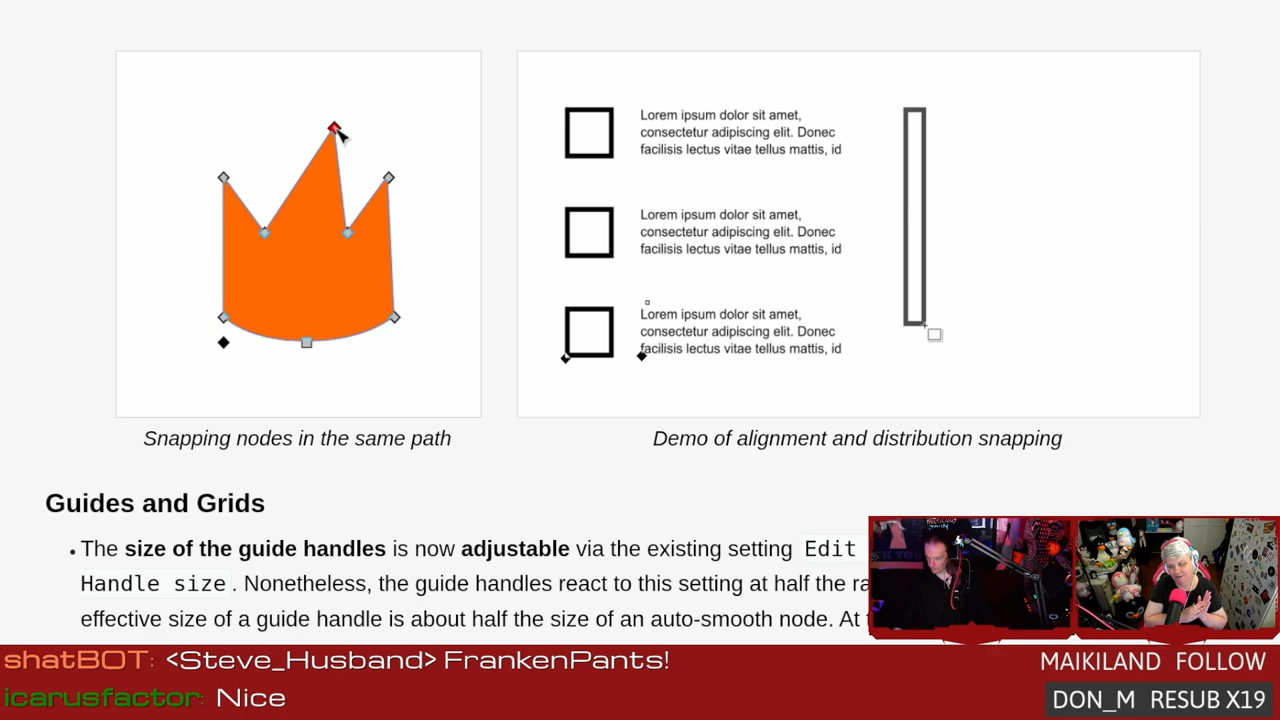 Lorem ipsum dolor sit amet,
consectetur adipiscing elit. Donec
facilisis lectus vitae tellus mattis, id
Lorem ipsum dolor sit amet,
consectetur adipiscing elit. Donec
facilisis lectus vitae tellus mattis, id
Lorem ipsum dolor sit amet,
consectetur adipiscing elit. Donec
facilisis lectus vitae tellus mattis, id
Snapping nodes in the same path
Demo of alignment and distribution snapping
Guides and Grids
• The size of the guide handles is now adjustable via the existing setting Edit
Handle size. Nonetheless, the guide handles react to this setting at half the ra
effective size of a guide handle is about half the size of an auto-smooth node. At
shatBOT: <Steve_Husband> FrankenPants!
icarusfactor: Nice
MAIKILAND FOLLOW
DON_M RESUB X19